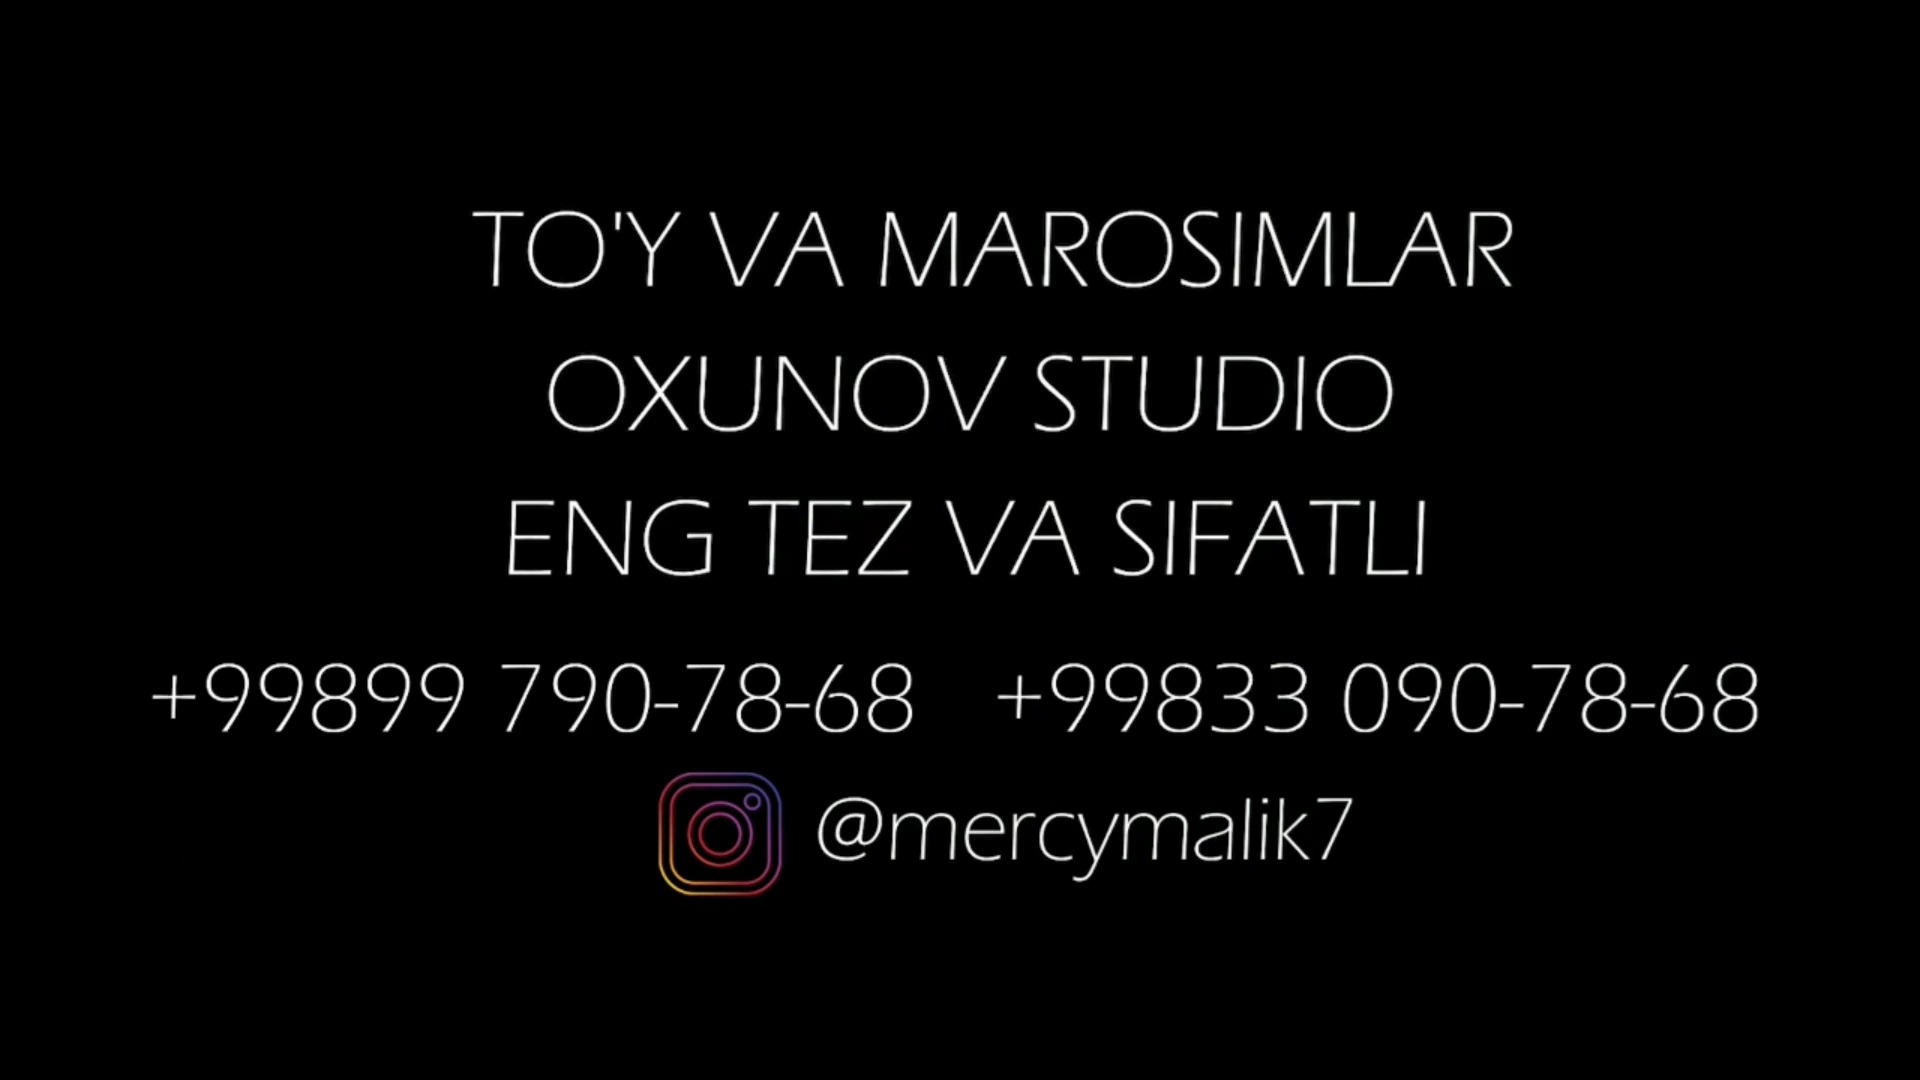 TO'Y VA MAROSIMLAR
OXUNOV STUDIO
ENG TEZ VA SIFATLI
+99899 790-78-68 +99833 090-78-68
@mercymalik7